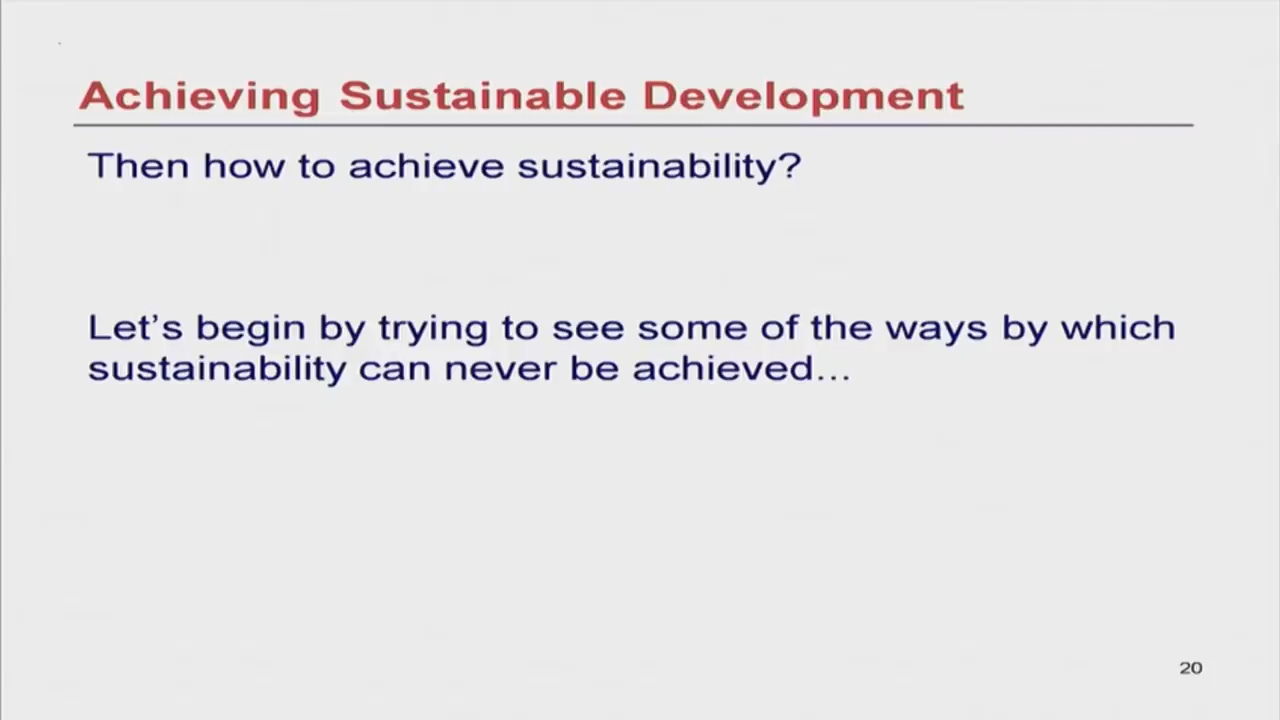 Achieving Sustainable Development
Then how to achieve sustainability?
Let’s begin by trying to see some of the ways by which
sustainability can never be achieved…
20